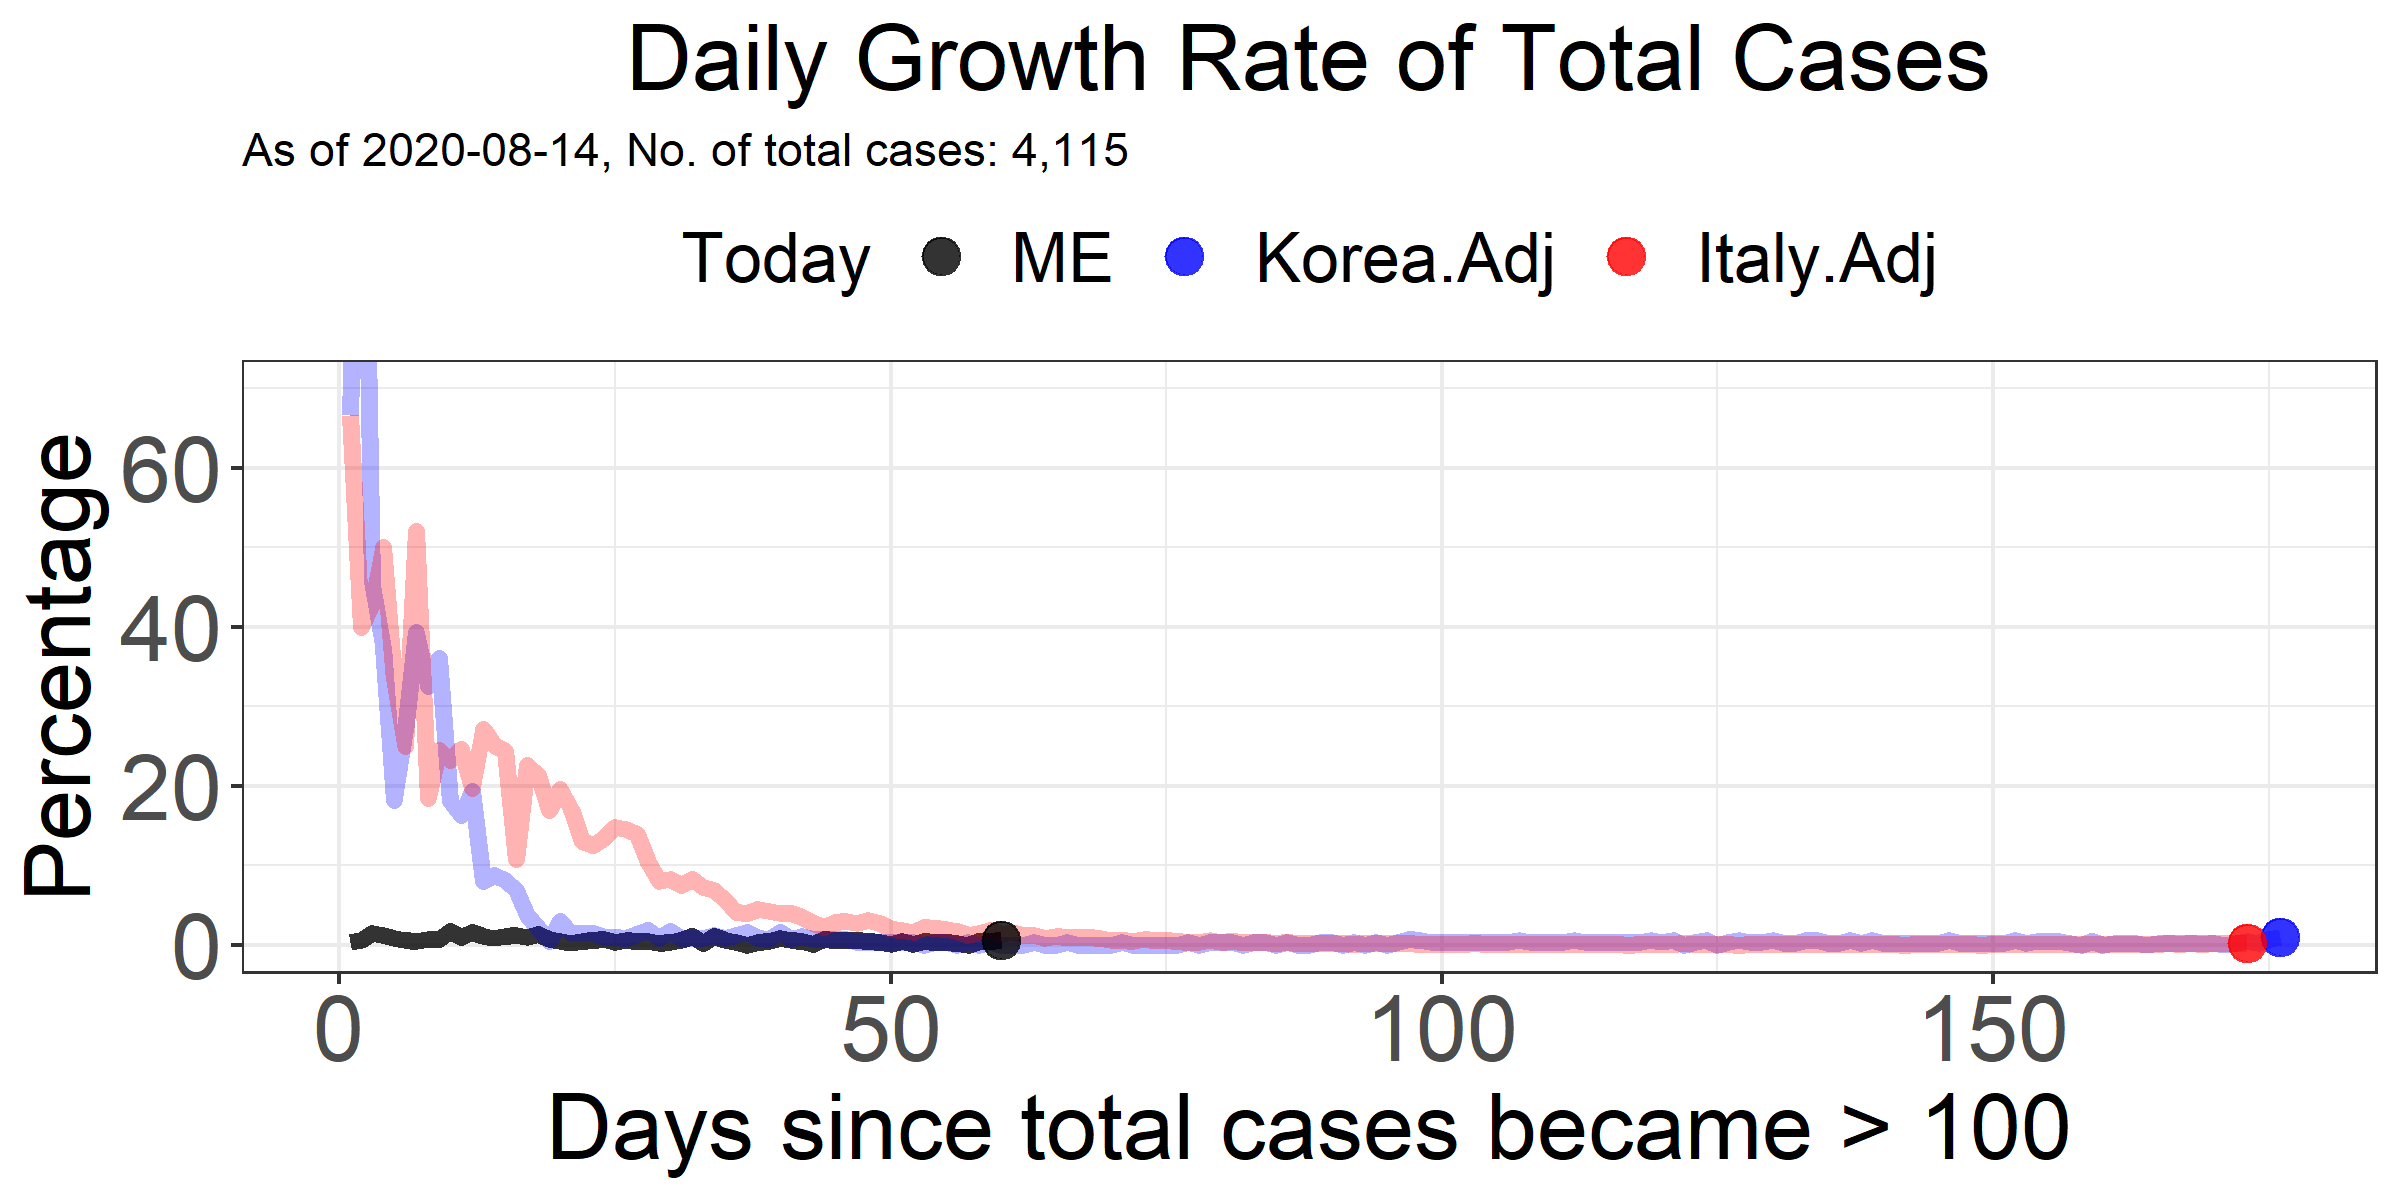 Daily Growth Rate of Total Cases
As of 2020-08-14, No. of total cases: 4,115
Today ME Korea.Adj Italy.Adj
Percentage
60
40
20
0
0 50 100 150
Days since total cases became > 100